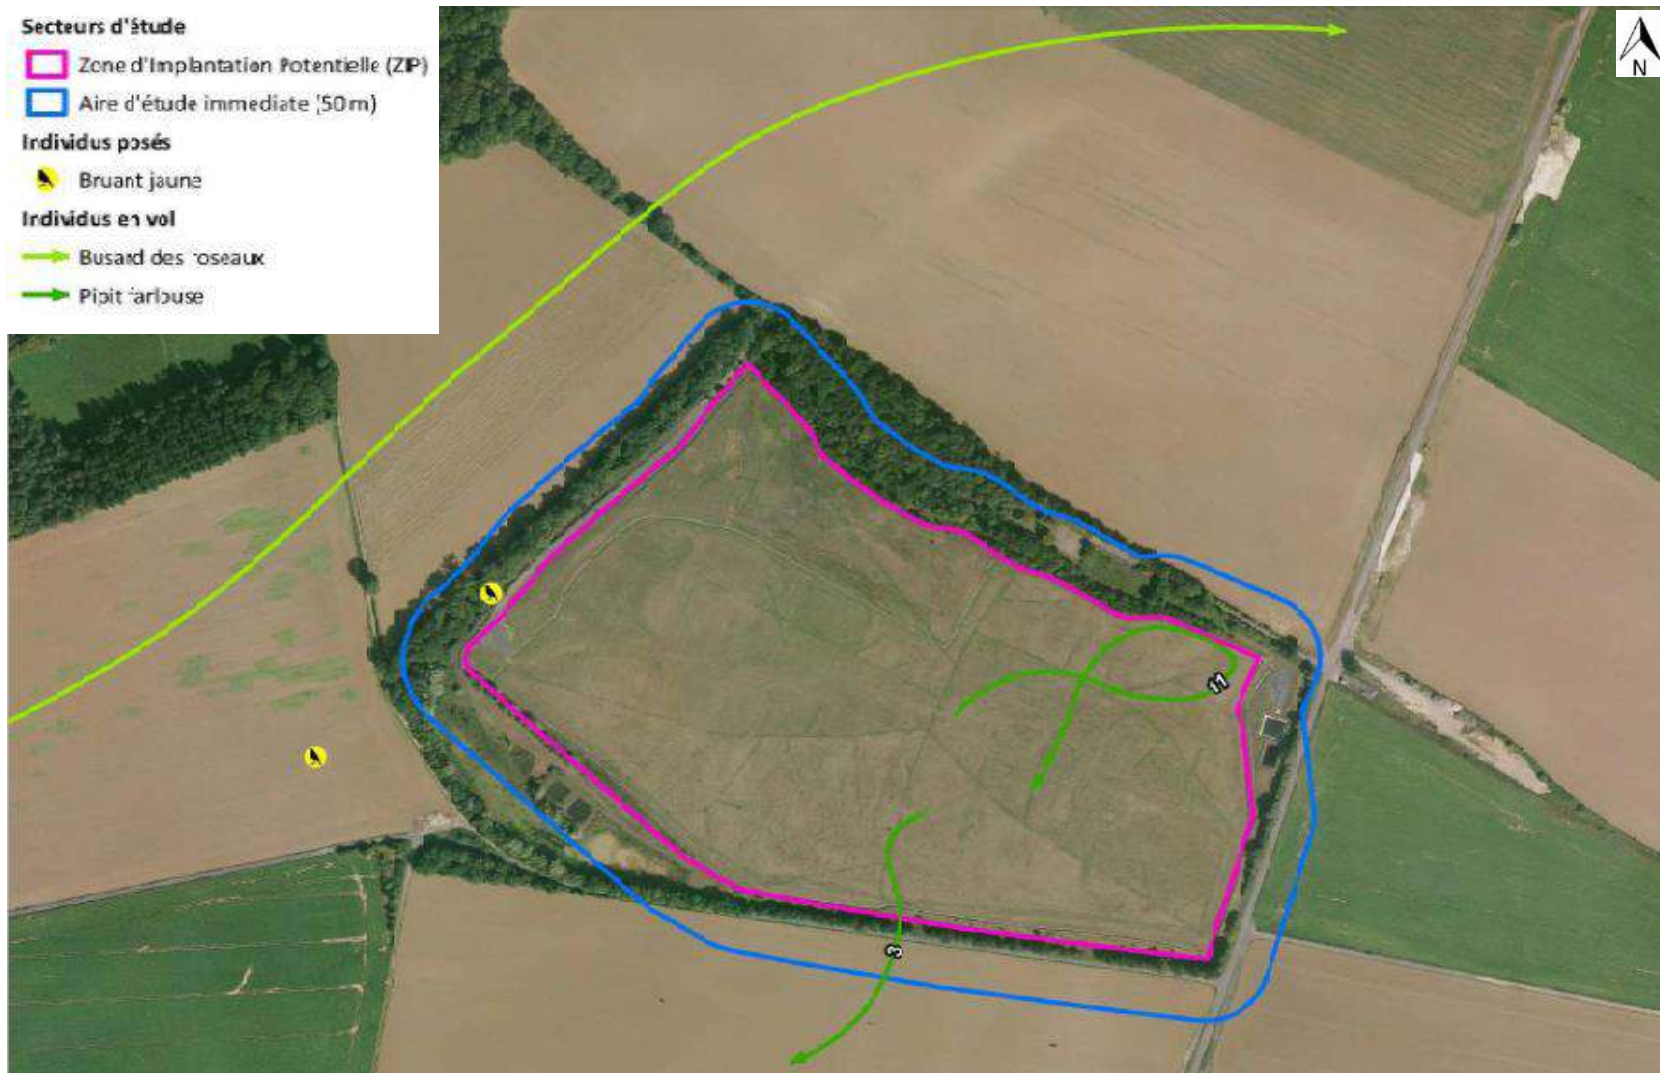 Secteurs d'étude
Zone d'Implantation Potentielle (ZIP)
Aire d'étude immediate (50 m)
Individus posés
Bruant jaune
Individus en vol
Busard des roseaux
Pipit farlouse
N
11
3